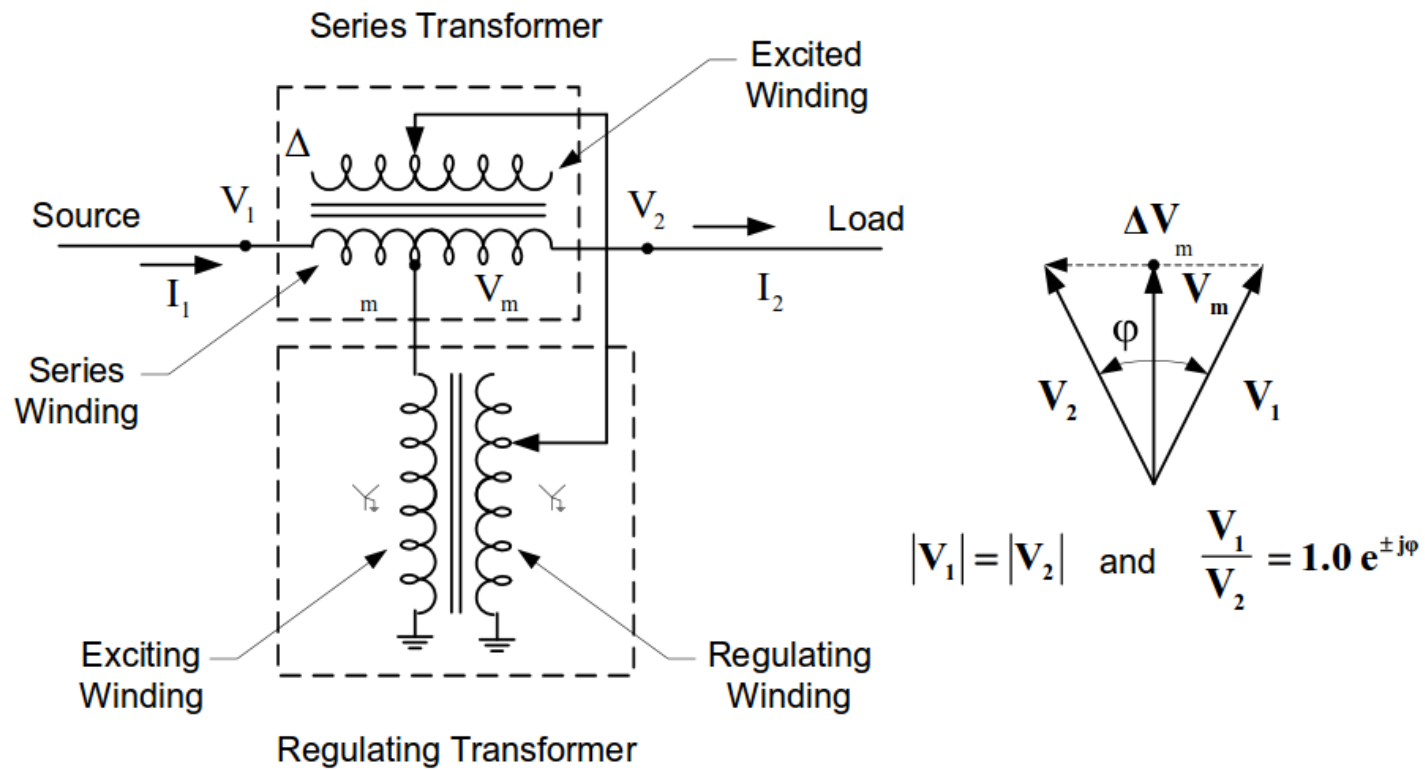 Series Transformer
Excited
Winding
Δ
Source
V1
V2
Load
I1
m
Vm
I2
Series
Winding
Exciting
Winding
Regulating
Winding
Regulating Transformer
ΔV
m
Vm
φ
V2
V1
|V1| = |V2| and V1/V2 = 1.0 e±jφ